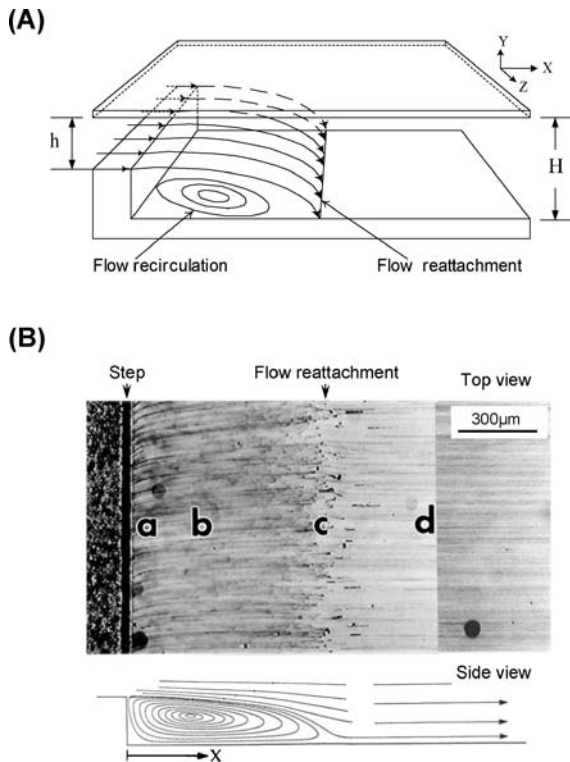 (A)
Y
X
Z
h
H
Flow recirculation
Flow reattachment
(B)
Step
Flow reattachment
Top view
300µm
a
b
c
d
Side view
X